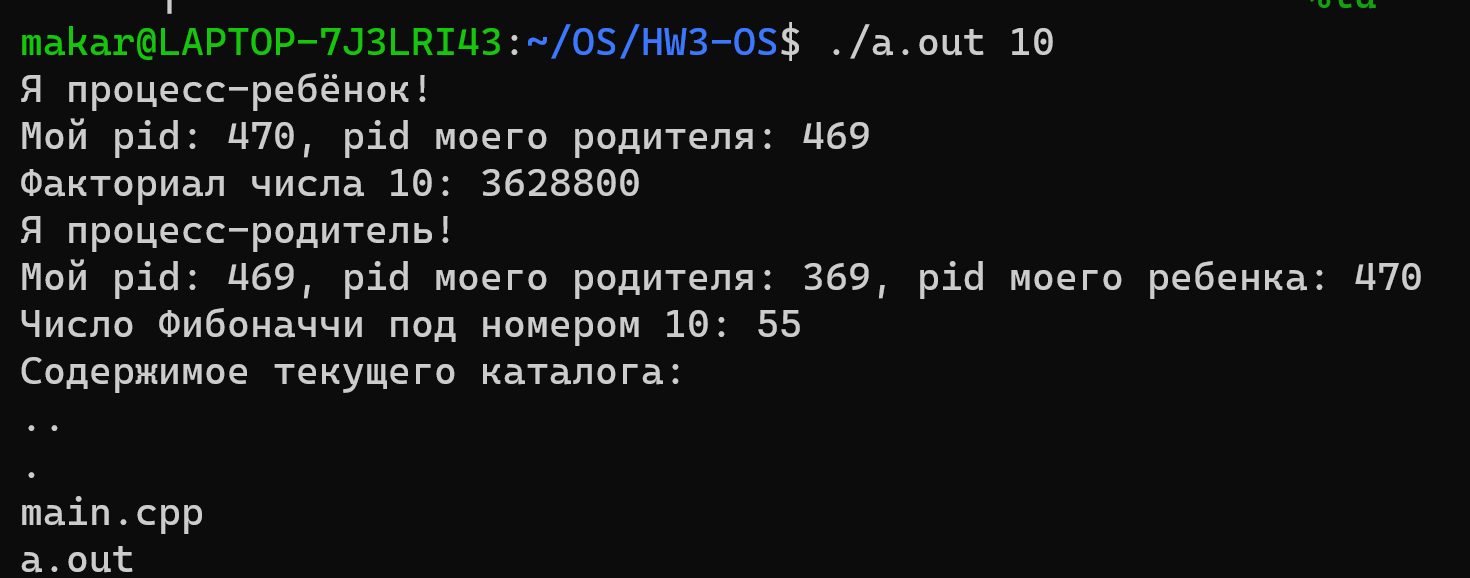 makar@LAPTOP-7J3LRI43:~/OS/HW3-OS$ ./a.out 10
Я процесс-ребёнок!
Мой pid: 470, pid моего родителя: 469
Факториал числа 10: 3628800
Я процесс-родитель!
Мой pid: 469, pid моего родителя: 369, pid моего ребенка: 470
Число Фибоначчи под номером 10: 55
Содержимое текущего каталога:
..
.
main.cpp
a.out